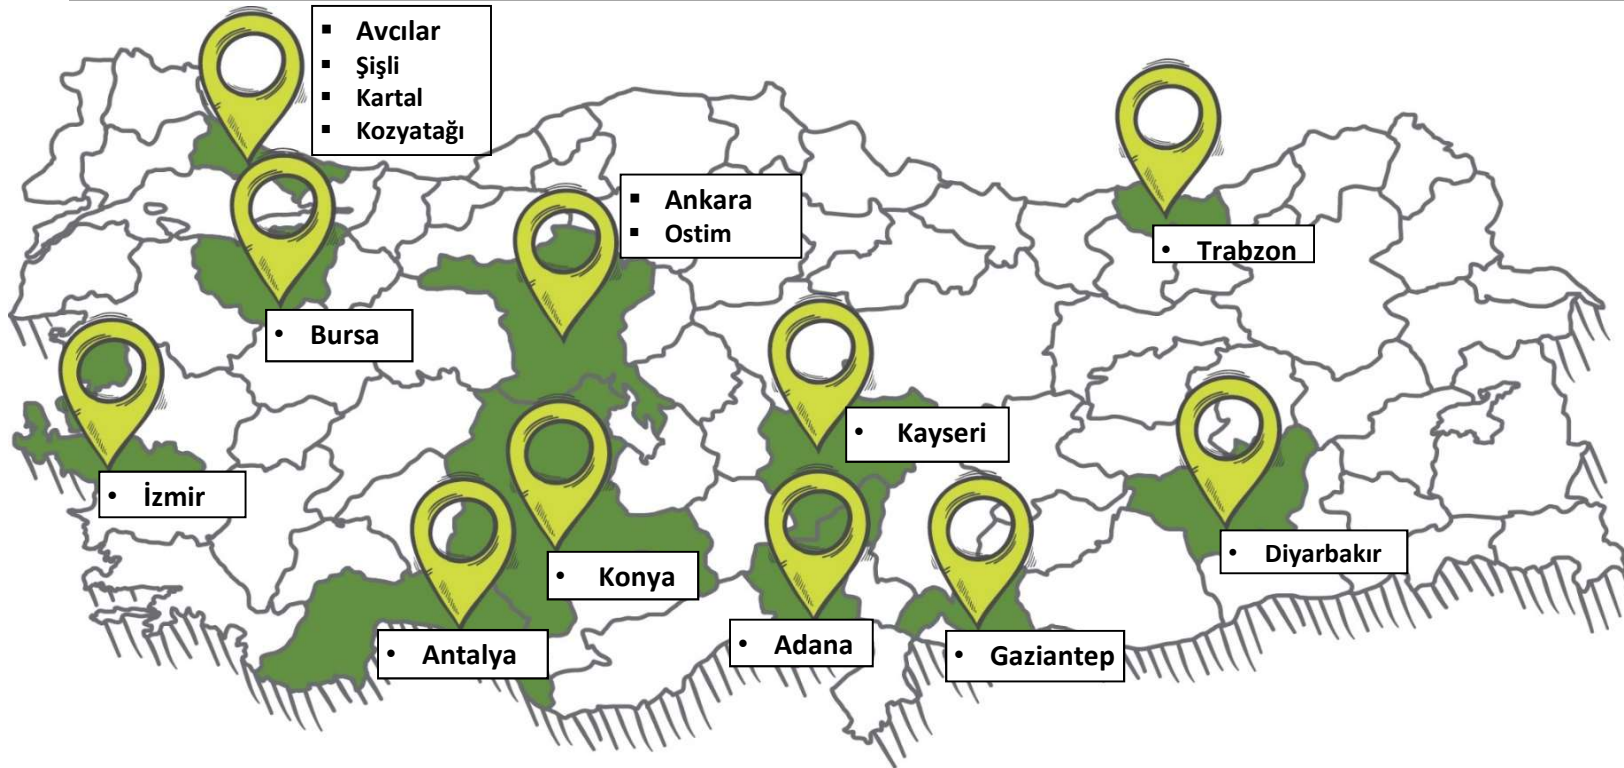 ▪ Avcılar
▪ Şişli
▪ Kartal
▪ Kozyatağı
▪ Ankara
▪ Ostim
• Trabzon
• Bursa
• Kayseri
• İzmir
• Konya
• Diyarbakır
• Antalya
• Adana
• Gaziantep